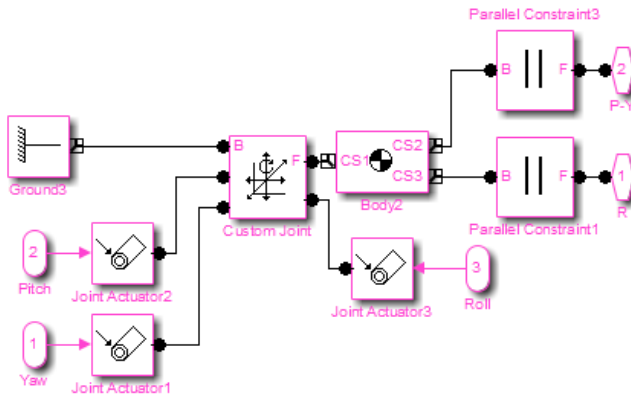 Parallel Constraint3
B
F
2
P-Y
Ground3
B
F
Custom Joint
CS1
CS2
CS3
Body2
B
F
1
R
Parallel Constraint1
2
Pitch
Joint Actuator2
Joint Actuator3
3
Roll
1
Yaw
Joint Actuator1